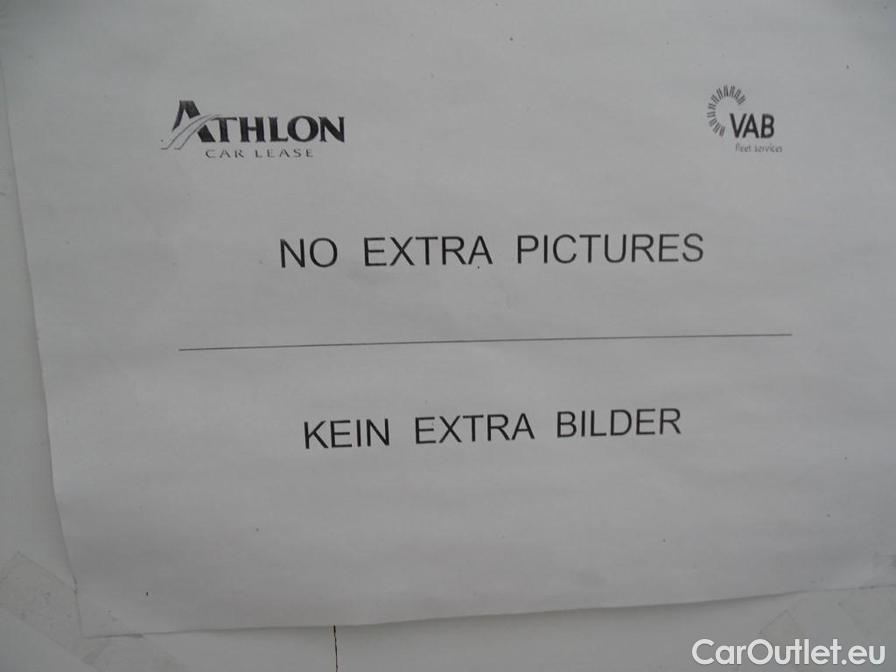 ATHLON
CAR LEASE
VAB
fleet services
NO EXTRA PICTURES
KEIN EXTRA BILDER
CarOutlet.eu